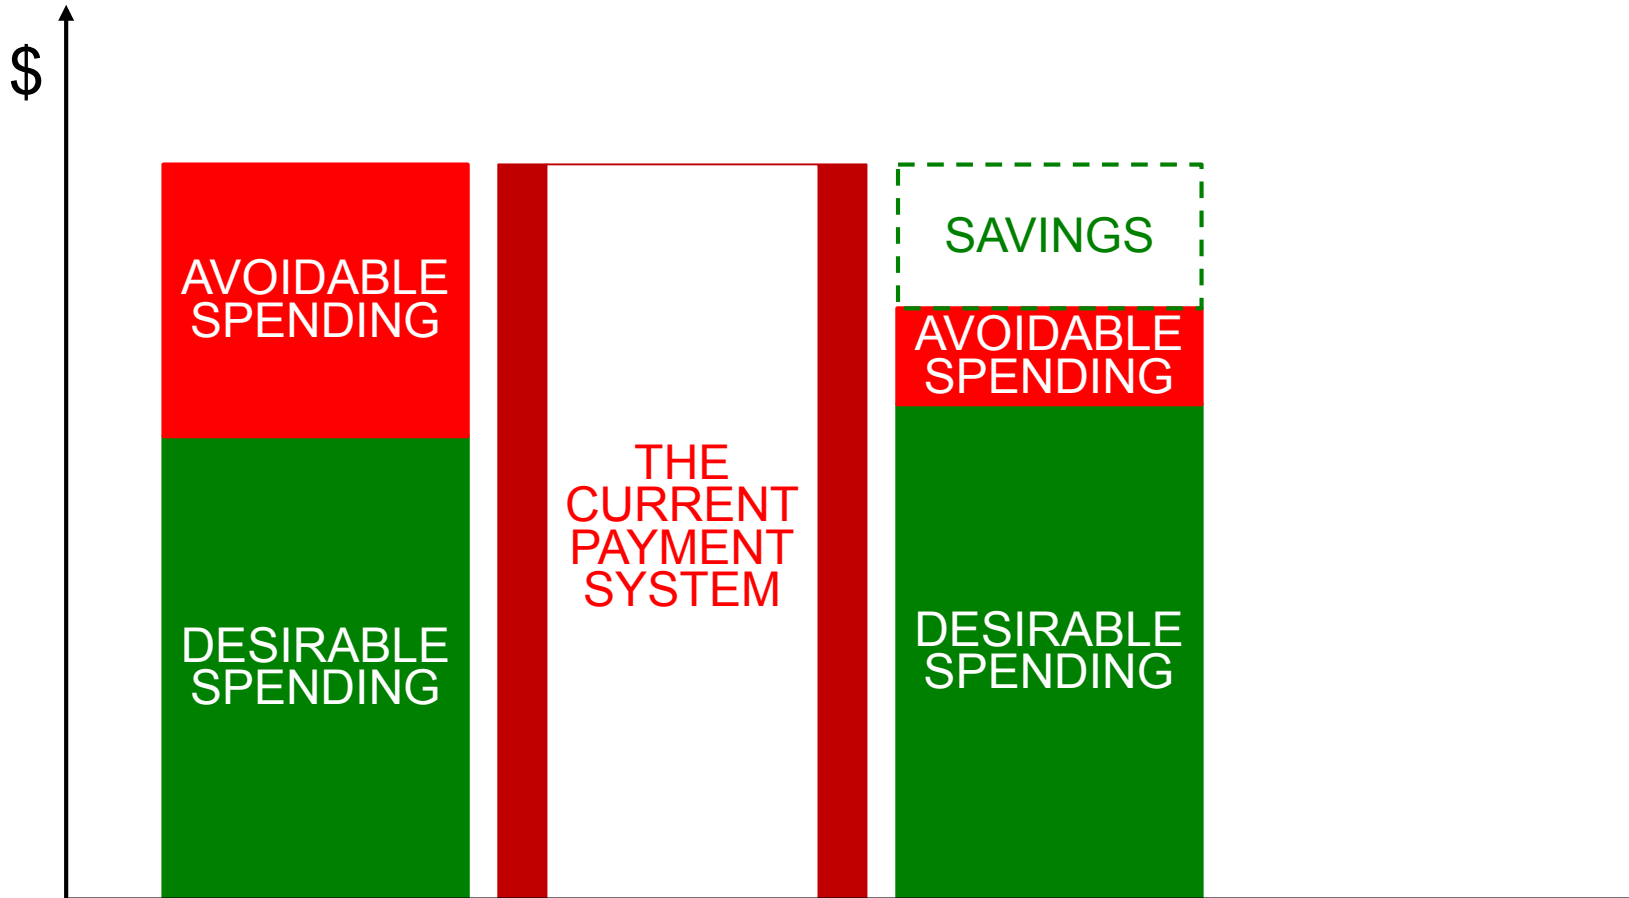 $
AVOIDABLE
SPENDING
DESIRABLE
SPENDING
THE
CURRENT
PAYMENT
SYSTEM
SAVINGS
AVOIDABLE
SPENDING
DESIRABLE
SPENDING